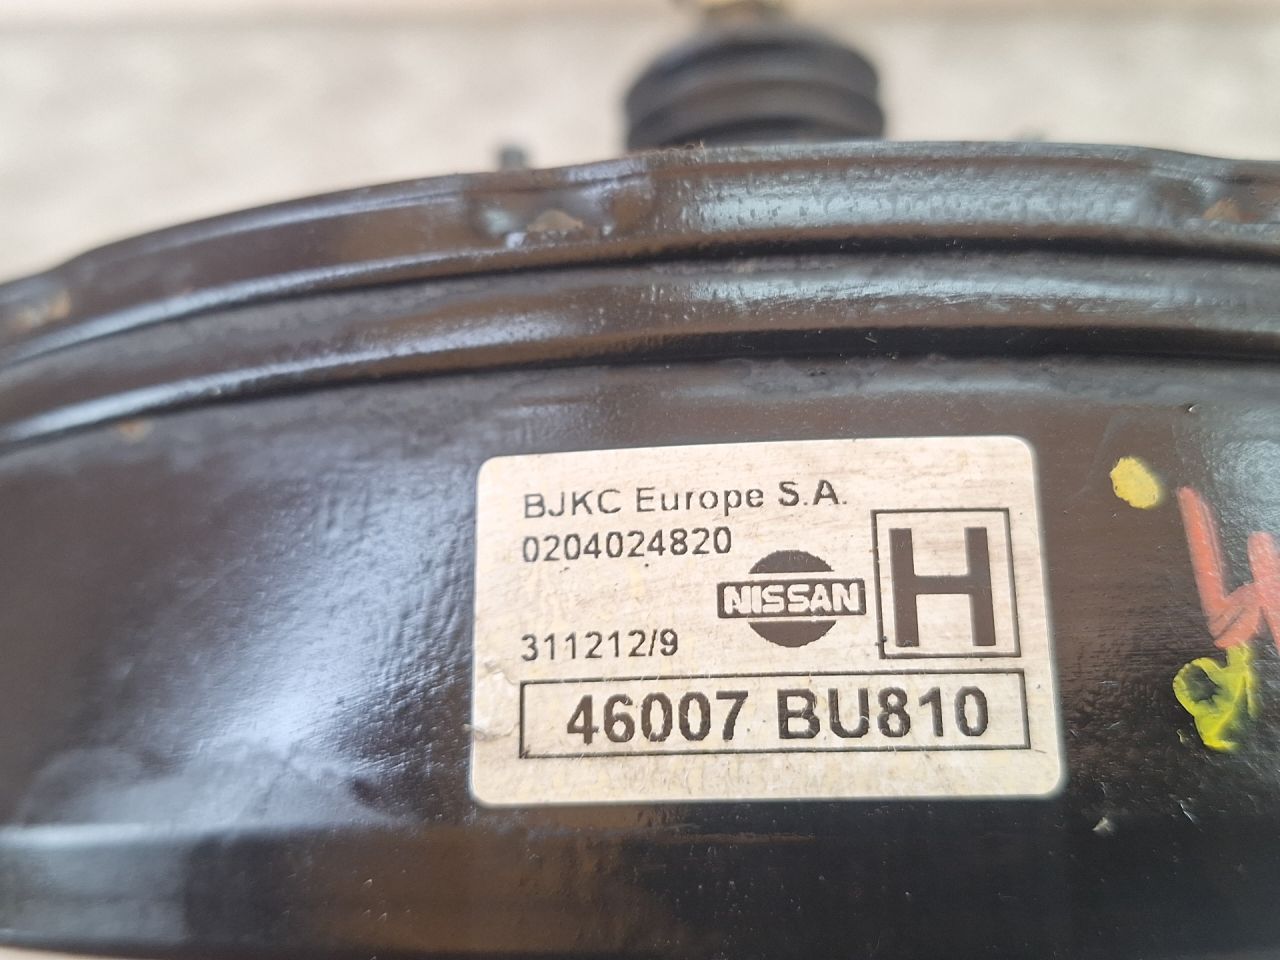 BJKC Europe S.A.
0204024820
NISSAN
H
311212/9
46007 BU810